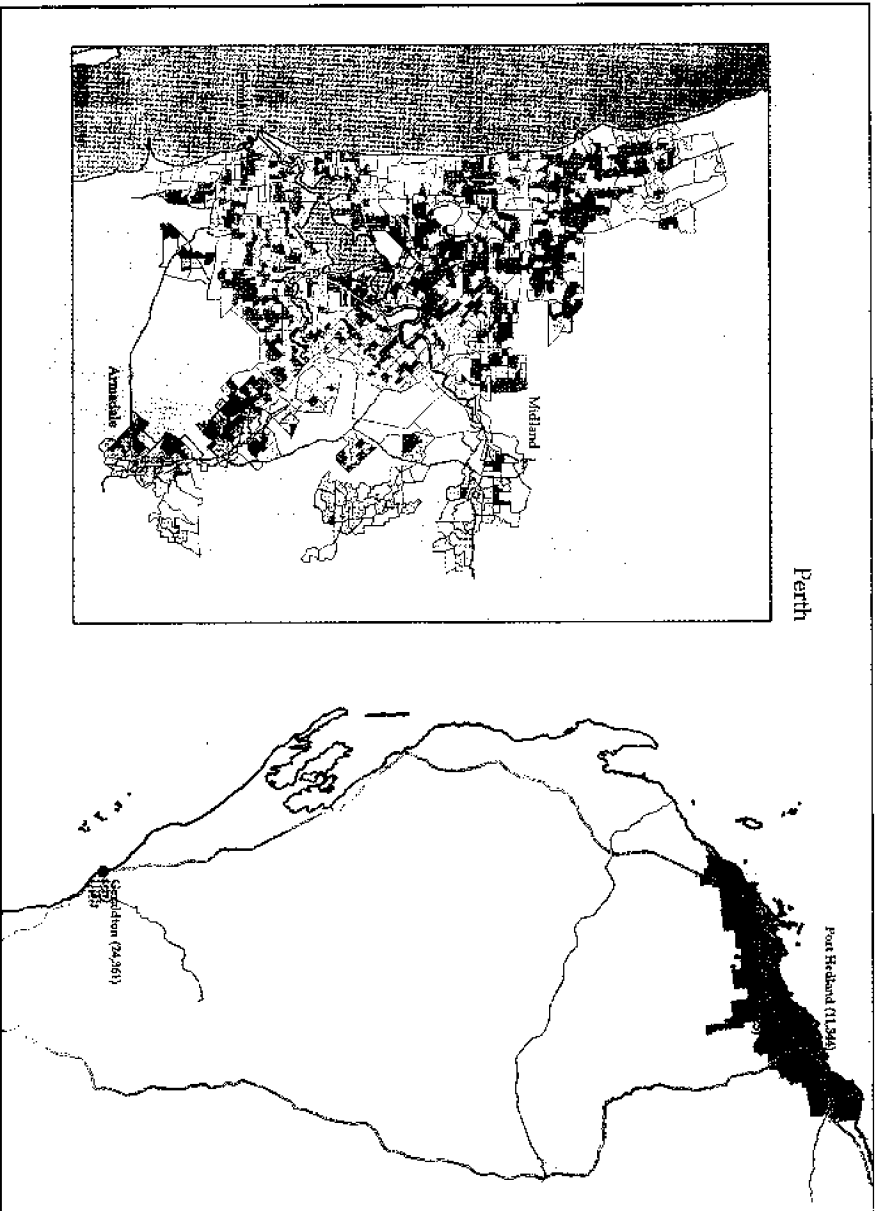 Perth
Midland
Armadale
Port Hedland (11,344)
Geraldton (24,361)